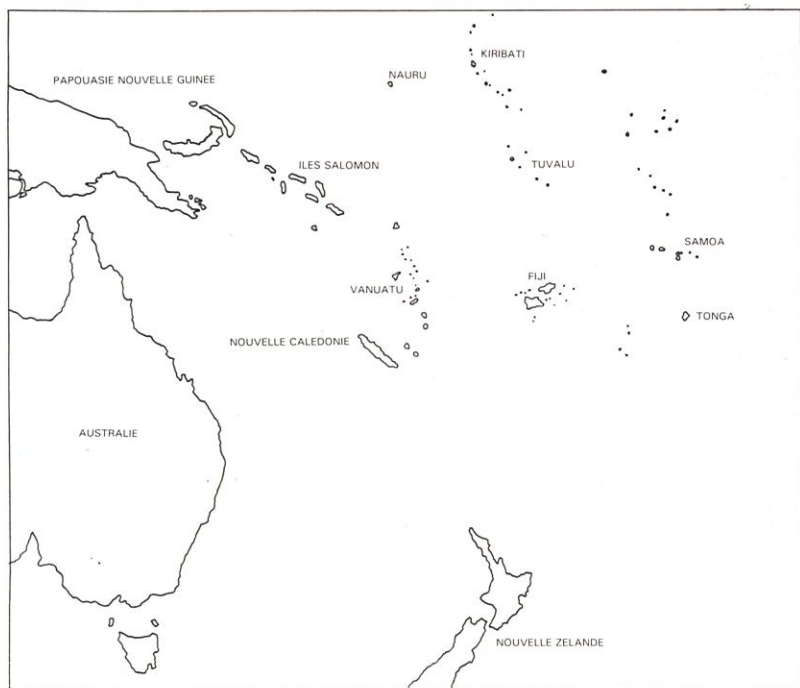 KIRIBATI
NAURU
PAPOUASIE NOUVELLE GUINEE
TUVALU
ILES SALOMON
SAMOA
FIJI
VANUATU
TONGA
NOUVELLE CALEDONIE
AUSTRALIE
NOUVELLE ZELANDE